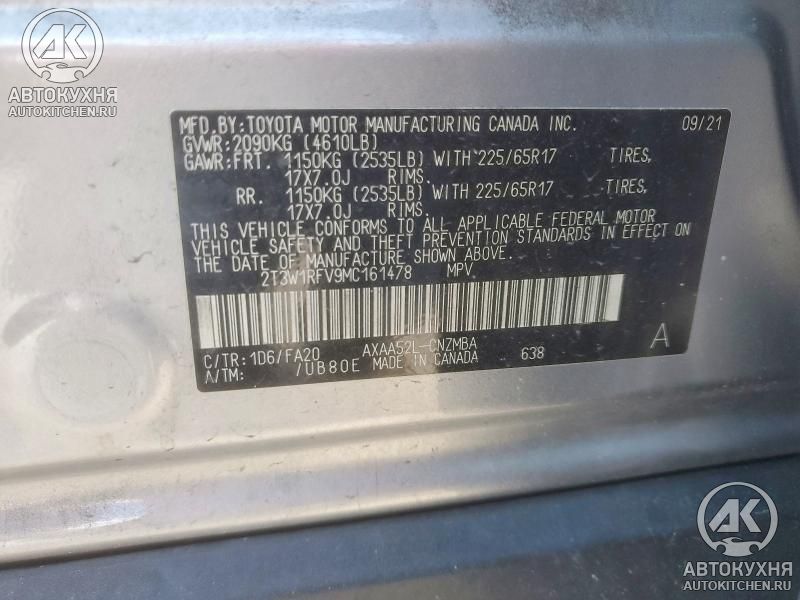 AK
АВТОКУХНЯ
AUTOKITCHEN.RU
MFD.BY:TOYOTA MOTOR MANUFACTURING CANADA INC. 09/21
GVWR:2090KG (4610LB)
GAWR:FRT. 1150KG (2535LB) WITH 225/65R17 TIRES,
17X7.0J RIMS.
RR. 1150KG (2535LB) WITH 225/65R17 TIRES,
17X7.0J RIMS.
THIS VEHICLE CONFORMS TO ALL APPLICABLE FEDERAL MOTOR
VEHICLE SAFETY AND THEFT PREVENTION STANDARDS IN EFFECT ON
THE DATE OF MANUFACTURE SHOWN ABOVE.
2T3W1RFV9MC161478 MPV
C/TR:1D6/FA20 AXAA52L-CNZMBA A
A/TM: /UB80E MADE IN CANADA 638
AK
АВТОКУХНЯ
AUTOKITCHEN.RU